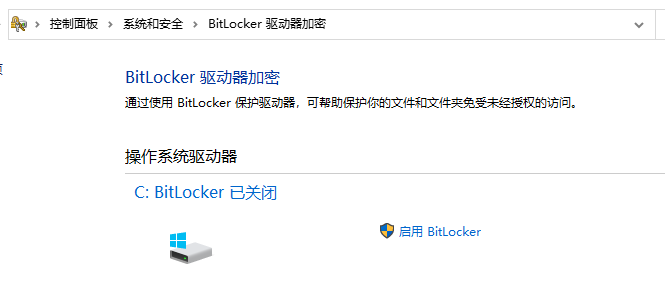 控制面板 > 系统和安全 > BitLocker 驱动器加密
BitLocker 驱动器加密
通过使用 BitLocker 保护驱动器，可帮助保护你的文件和文件夹免受未经授权的访问。
操作系统驱动器
C: BitLocker 已关闭
启用 BitLocker